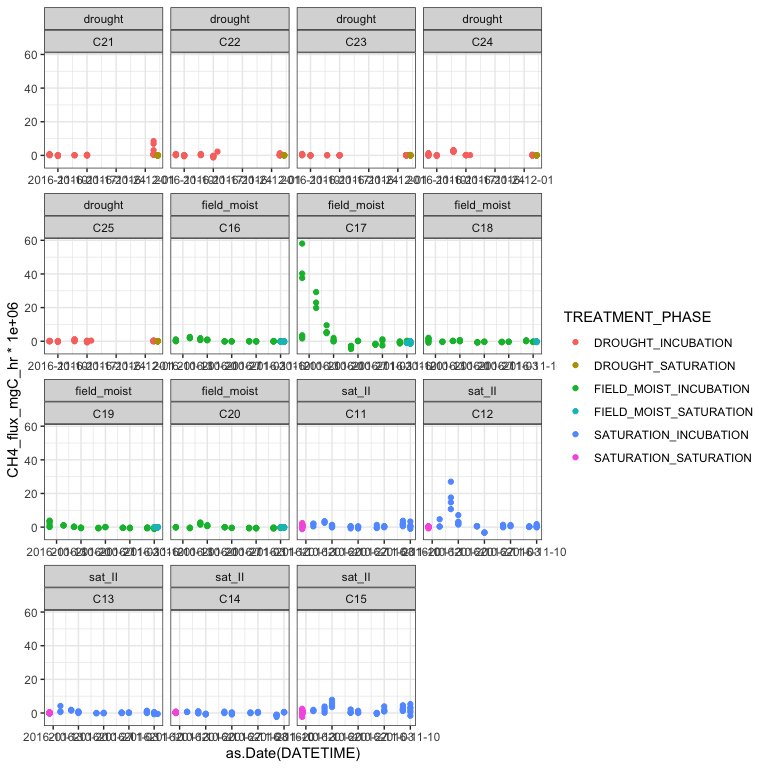 drought drought drought drought
C21 C22 C23 C24
60
40
20
0
drought field_moist field_moist field_moist
C25 C16 C17 C18
60
40
20
0
field_moist field_moist sat_II sat_II
C19 C20 C11 C12
60
40
20
0
sat_II sat_II sat_II
C13 C14 C15
60
40
20
0
CH4_flux_mgC_hr * 1e+06
as.Date(DATETIME)
TREATMENT_PHASE
DROUGHT_INCUBATION
DROUGHT_SATURATION
FIELD_MOIST_INCUBATION
FIELD_MOIST_SATURATION
SATURATION_INCUBATION
SATURATION_SATURATION